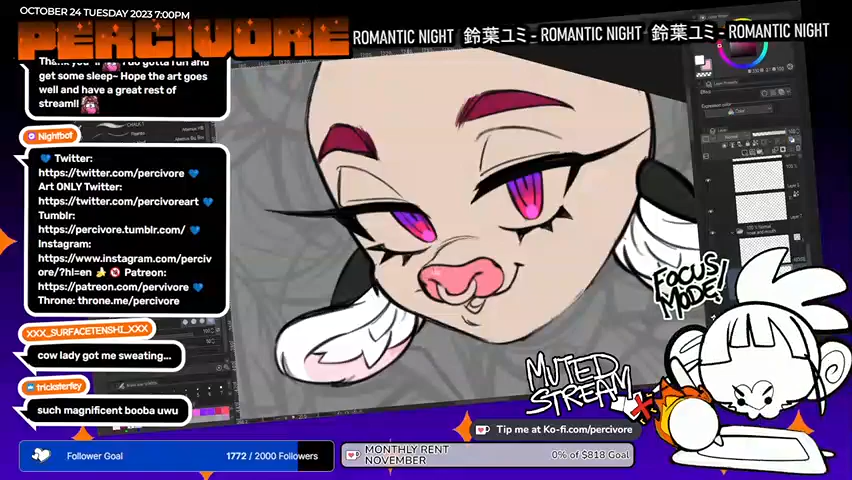 OCTOBER 24 TUESDAY 2023 7:00PM
PERCIVORE
ROMANTIC NIGHT 鈴葉ユミ - ROMANTIC NIGHT 鈴葉ユミ - ROMANTIC NIGHT
get some sleep~ Hope the art goes
well and have a great rest of
stream!!
Nightbot
Twitter:
https://twitter.com/percivore
Art ONLY Twitter:
https://twitter.com/percivoreart
Tumblr:
https://percivore.tumblr.com/
Instagram:
https://www.instagram.com/perciv
ore/?hl=en Patreon:
https://patreon.com/pervivore
Throne: throne.me/percivore
XXX_SURFACETENSHI_XXX
cow lady got me sweating...
tricksterfey
such magnificent booba uwu
FOCUS
MODE!
MUTED
STREAM
Tip me at Ko-fi.com/percivore
Follower Goal 1772 / 2000 Followers
MONTHLY RENT
NOVEMBER
0% of $818 Goal